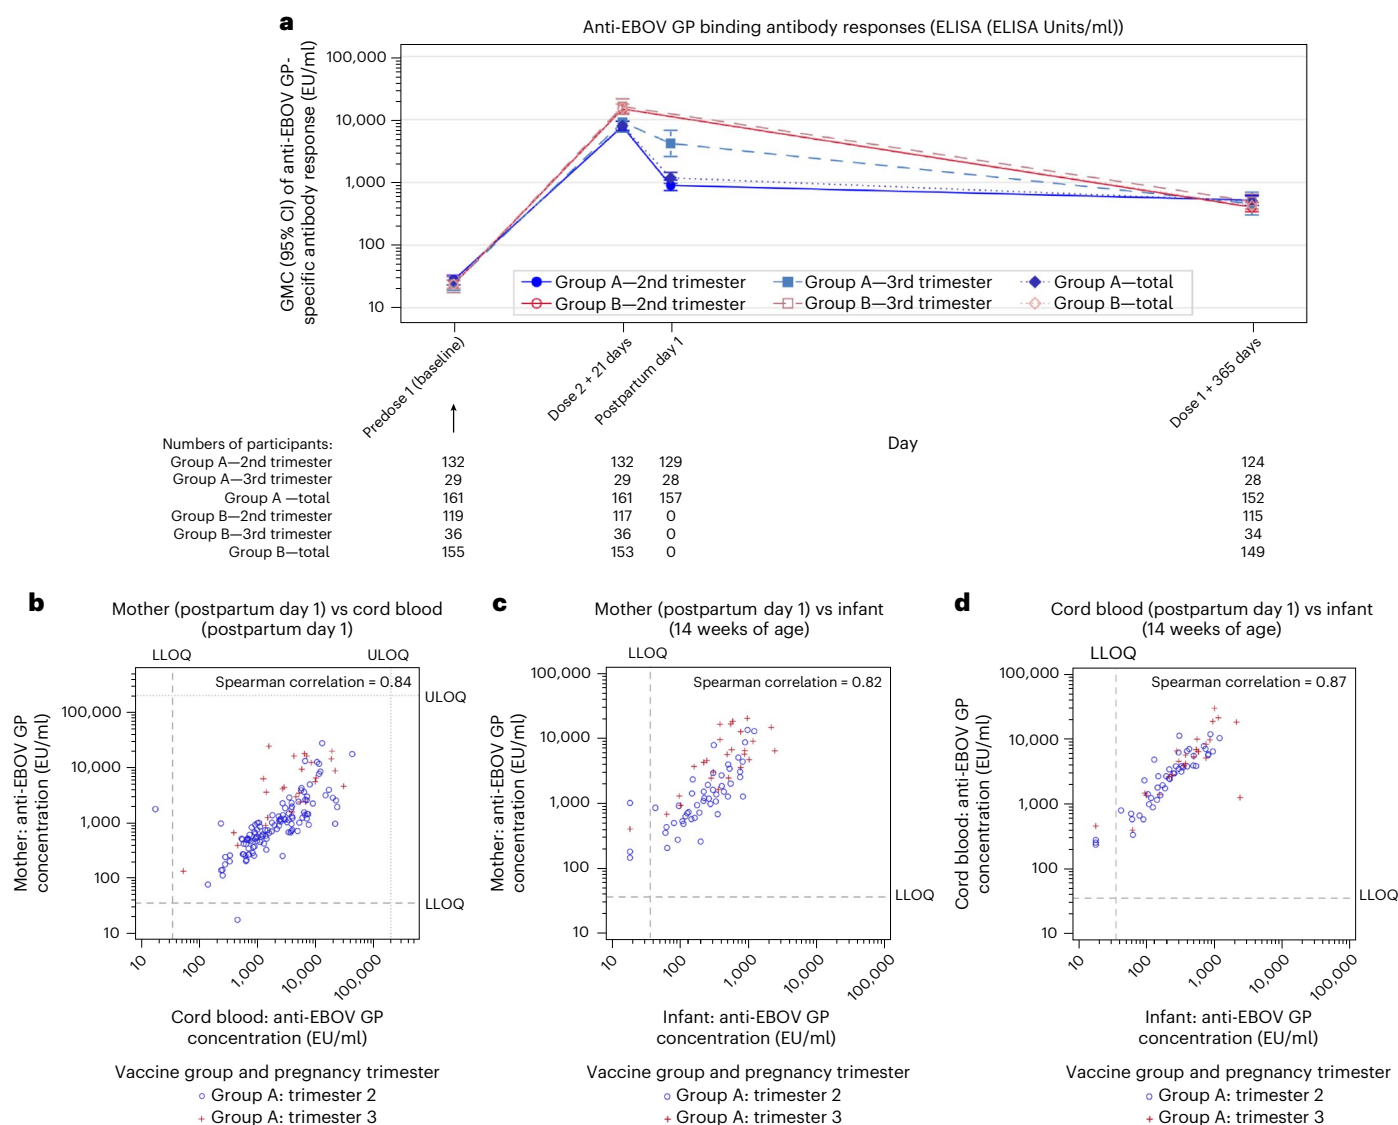 a
Anti-EBOV GP binding antibody responses (ELISA (ELISA Units/ml))
GMC (95% CI) of anti-EBOV GP-
specific antibody response (EU/ml)
100,000
10,000
1,000
100
10
Group A—2nd trimester
Group A—3rd trimester
Group A—total
Group B—2nd trimester
Group B—3rd trimester
Group B—total
Predose 1 (baseline)
Dose 2 + 21 days
Postpartum day 1
Dose 1 + 365 days
Day
Numbers of participants:
Group A—2nd trimester 132 132 129 124
Group A—3rd trimester 29 29 28 28
Group A —total 161 161 157 152
Group B—2nd trimester 119 117 0 115
Group B—3rd trimester 36 36 0 34
Group B—total 155 153 0 149
b
Mother (postpartum day 1) vs cord blood
(postpartum day 1)
LLOQ
ULOQ
Spearman correlation = 0.84
ULOQ
Mother: anti-EBOV GP
concentration (EU/ml)
100,000
10,000
1,000
100
10
LLOQ
10
100
1,000
10,000
100,000
Cord blood: anti-EBOV GP
concentration (EU/ml)
Vaccine group and pregnancy trimester
Group A: trimester 2
Group A: trimester 3
c
Mother (postpartum day 1) vs infant
(14 weeks of age)
LLOQ
Spearman correlation = 0.82
Mother: anti-EBOV GP
concentration (EU/ml)
100,000
10,000
1,000
100
10
LLOQ
10
100
1,000
10,000
100,000
Infant: anti-EBOV GP
concentration (EU/ml)
Vaccine group and pregnancy trimester
Group A: trimester 2
Group A: trimester 3
d
Cord blood (postpartum day 1) vs infant
(14 weeks of age)
LLOQ
Spearman correlation = 0.87
Cord blood: anti-EBOV GP
concentration (EU/ml)
100,000
10,000
1,000
100
10
LLOQ
10
100
1,000
10,000
100,000
Infant: anti-EBOV GP
concentration (EU/ml)
Vaccine group and pregnancy trimester
Group A: trimester 2
Group A: trimester 3